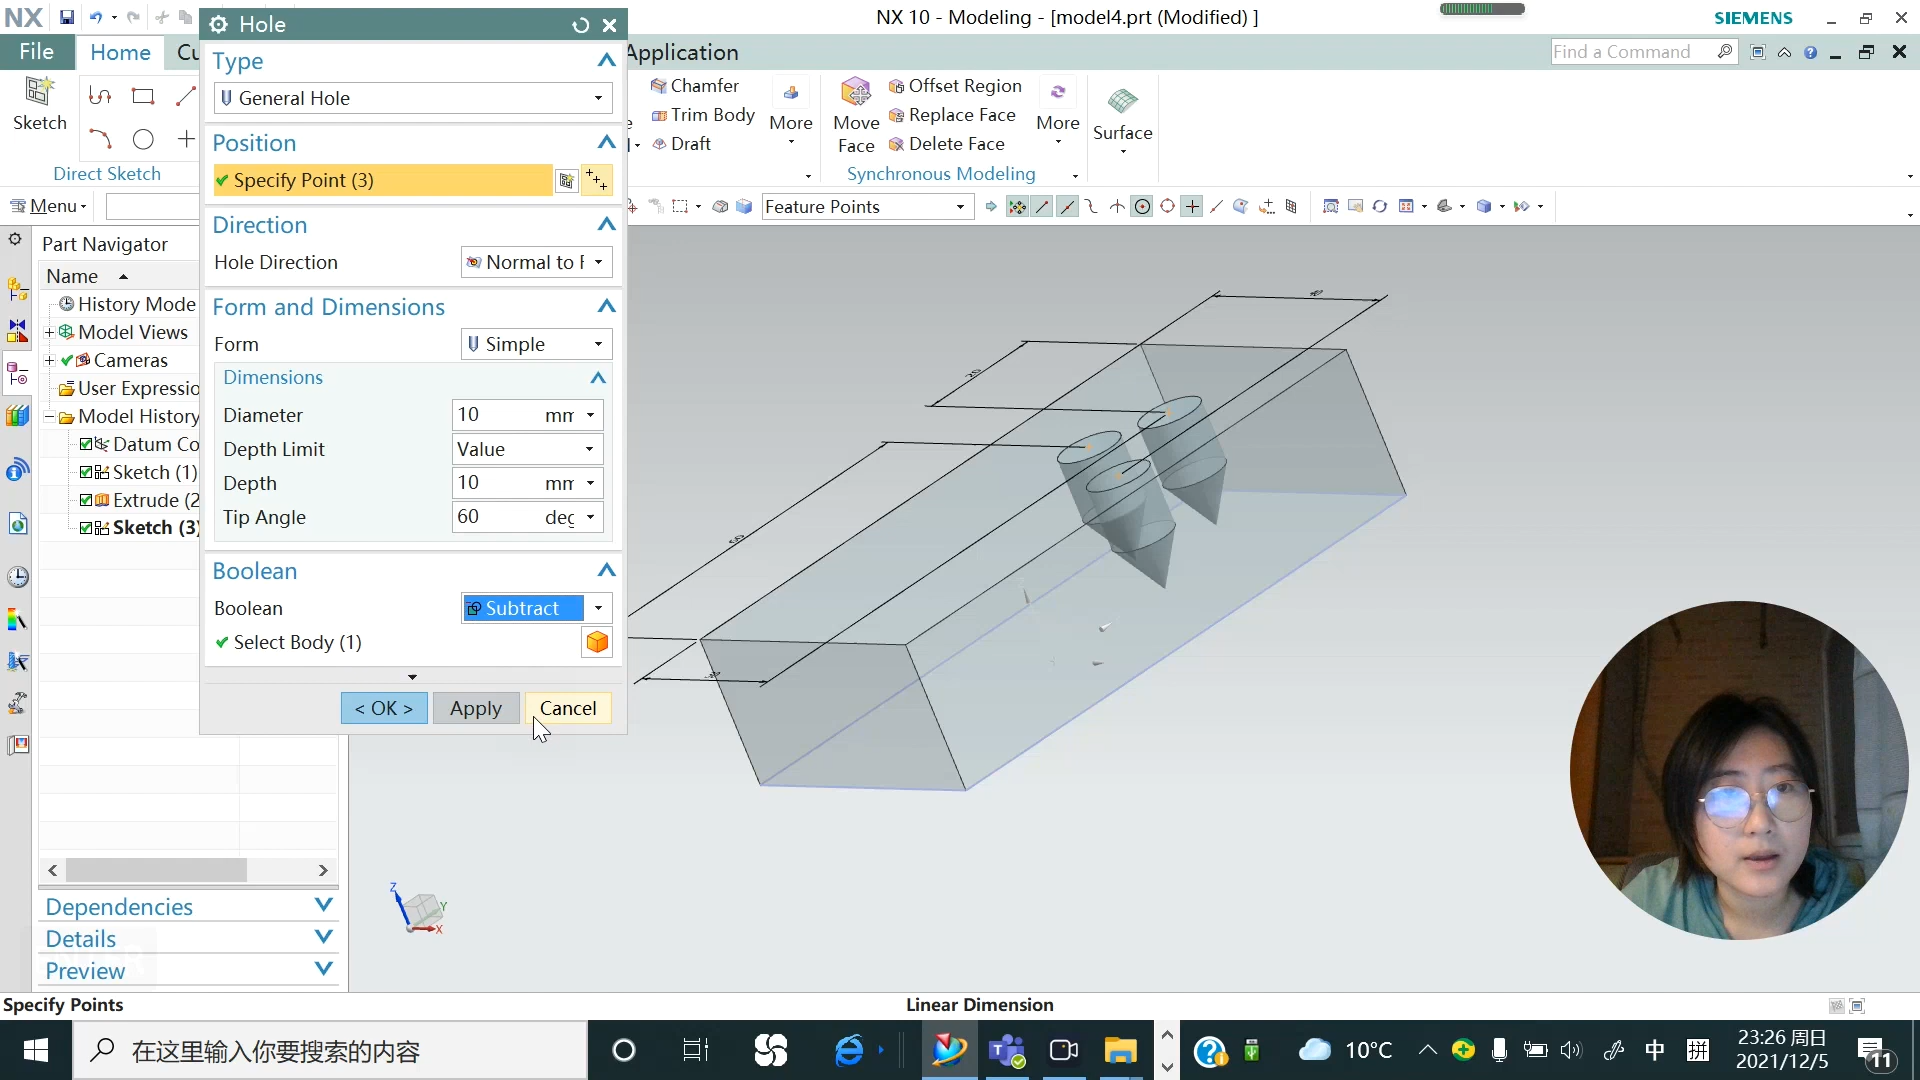 NX
Hole
NX 10 - Modeling - [model4.prt (Modified) ]
SIEMENS
File
Home
Cu
Application
Find a Command
Type
General Hole
Position
Specify Point (3)
Direction
Hole Direction
Normal to F
Form and Dimensions
Form
Simple
Dimensions
Diameter
10
mm
Depth Limit
Value
Depth
10
mm
Tip Angle
60
deg
Boolean
Boolean
Subtract
Select Body (1)
< OK >
Apply
Cancel
Sketch
Direct Sketch
Chamfer
Trim Body
Draft
More
Move
Face
Offset Region
Replace Face
Delete Face
More
Surface
Synchronous Modeling
Menu
Feature Points
Part Navigator
Name
History Mode
Model Views
Cameras
User Expressio
Model History
Datum Co
Sketch (1)
Extrude (2
Sketch (3)
Dependencies
Details
Preview
20
Z
Y
X
Specify Points
Linear Dimension
在这里输入你要搜索的内容
10°C
中
拼
23:26 周日
2021/12/5
11